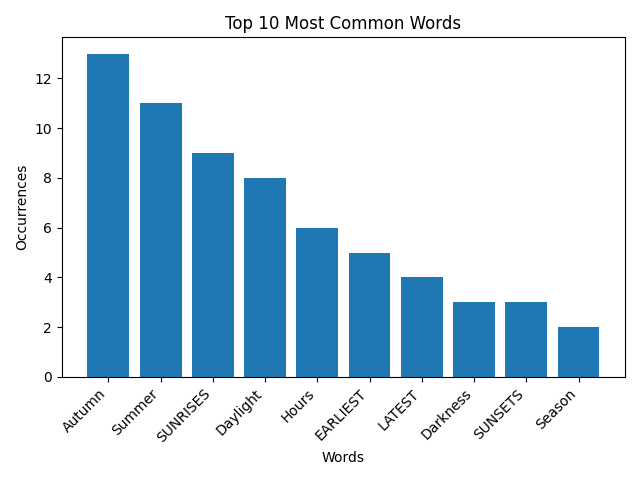 Top 10 Most Common Words
Occurrences
12
10
8
6
4
2
0
Autumn
Summer
SUNRISES
Daylight
Hours
EARLIEST
LATEST
Darkness
SUNSETS
Season
Words